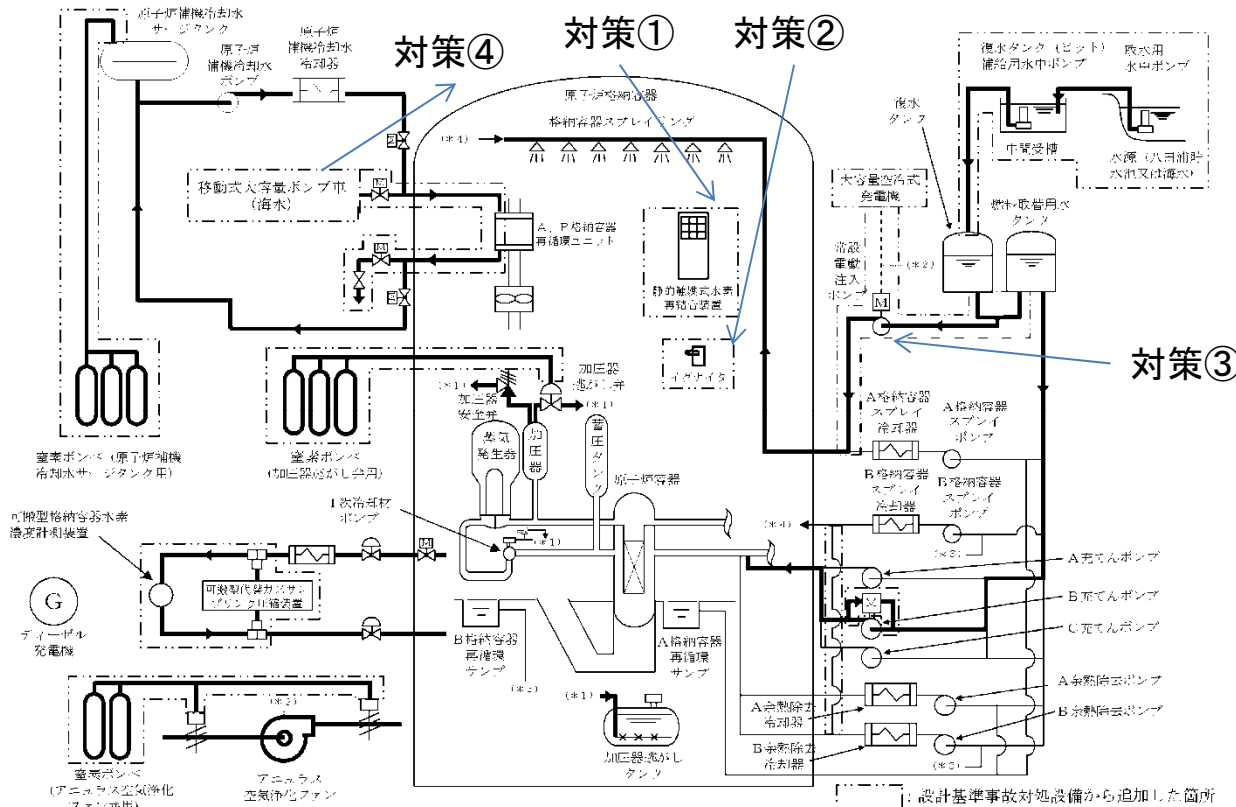 対策④
対策①
対策②
対策③
原子炉補機冷却水
サージタンク
原子炉
補機冷却水
ポンプ
原子炉
補機冷却水
冷却器
原子炉格納容器
格納容器スプレイリング
(*4)
移動式大容量ポンプ車
(海水)
M
M
M
M
A、B格納容器
再循環ユニット
静的触媒式水素
再結合装置
イグナイタ
大容量空冷式
発電機
常設
電動
注入
ポンプ
(*2)
M
復水タンク(ピット)
補給用水中ポンプ
取水用
水中ポンプ
復水
タンク
中間受槽
水源(八田浦貯
水池又は海水)
燃料取替用水
タンク
窒素ボンベ(原子炉補機
冷却水サージタンク用)
窒素ボンベ
(加圧器逃がし弁用)
(*1)
加圧器
安全弁
加圧器
逃がし弁
(*1)
蒸気
発生器
加圧器
蓄圧タンク
原子炉容器
1次冷却材
ポンプ
(*1)
A格納容器
スプレイ
冷却器
A格納容器
スプレイ
ポンプ
B格納容器
スプレイ
冷却器
B格納容器
スプレイ
ポンプ
(*4)
(*3)
可搬型格納容器水素
濃度計測装置
可搬型代替ガスサン
プリング圧縮装置
M
G
ディーゼル
発電機
B格納容器
再循環
サンプ
(*3)
A格納容器
再循環
サンプ
(*1)
加圧器逃がし
タンク
A充てんポンプ
M
B充てんポンプ
C充てんポンプ
A余熱除去
冷却器
A余熱除去ポンプ
B余熱除去
冷却器
B余熱除去ポンプ
(*3)
窒素ボンベ
(アニュラス空気浄化
ファン弁用)
(*2)
アニュラス
空気浄化ファン
:設計基準事故対処設備から追加した箇所